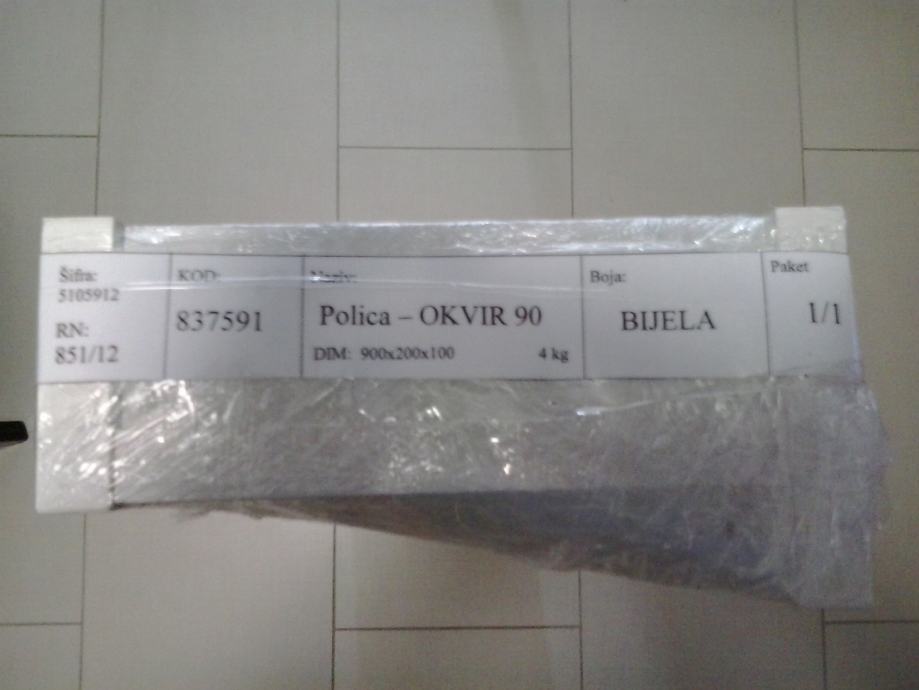 Šifra:
5105912
RN:
851/12
KOD:
837591
Naziv:
Polica – OKVIR 90
DIM: 900x200x100 4 kg
Boja:
BIJELA
Paket
1/1